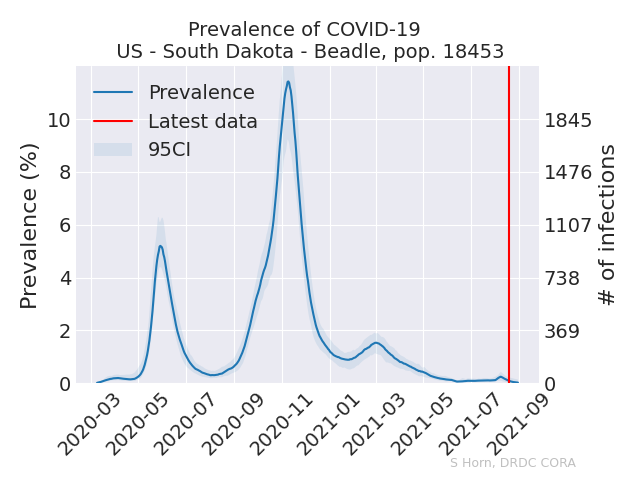 Prevalence of COVID-19
US - South Dakota - Beadle, pop. 18453
Prevalence
Latest data
95CI
Prevalence (%)
10
8
6
4
2
0
1845
1476
1107
738
369
0
# of infections
2020-03
2020-05
2020-07
2020-09
2020-11
2021-01
2021-03
2021-05
2021-07
2021-09
S Horn, DRDC CORA